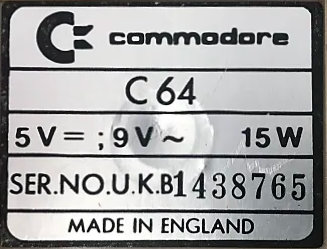 commodore
C 64
5 V = ; 9 V ~ 15 W
SER.NO.U.K.B1438765
MADE IN ENGLAND